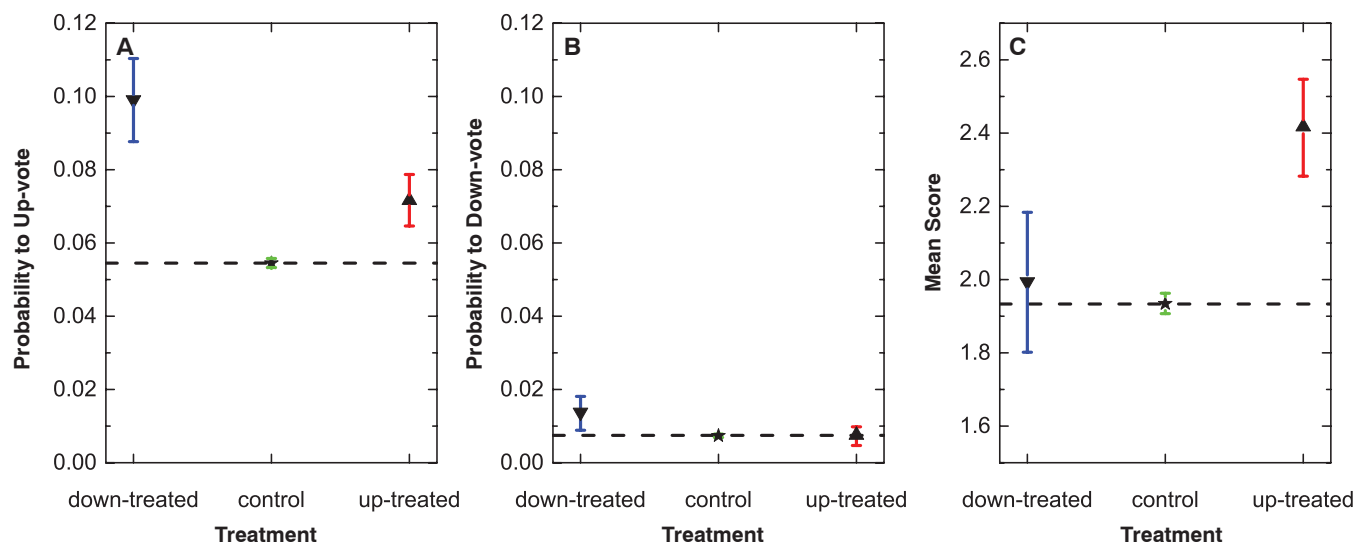 A
Probability to Up-vote
0.12
0.10
0.08
0.06
0.04
0.02
0.00
down-treated control up-treated
Treatment
B
Probability to Down-vote
0.12
0.10
0.08
0.06
0.04
0.02
0.00
down-treated control up-treated
Treatment
C
Mean Score
2.6
2.4
2.2
2.0
1.8
1.6
down-treated control up-treated
Treatment